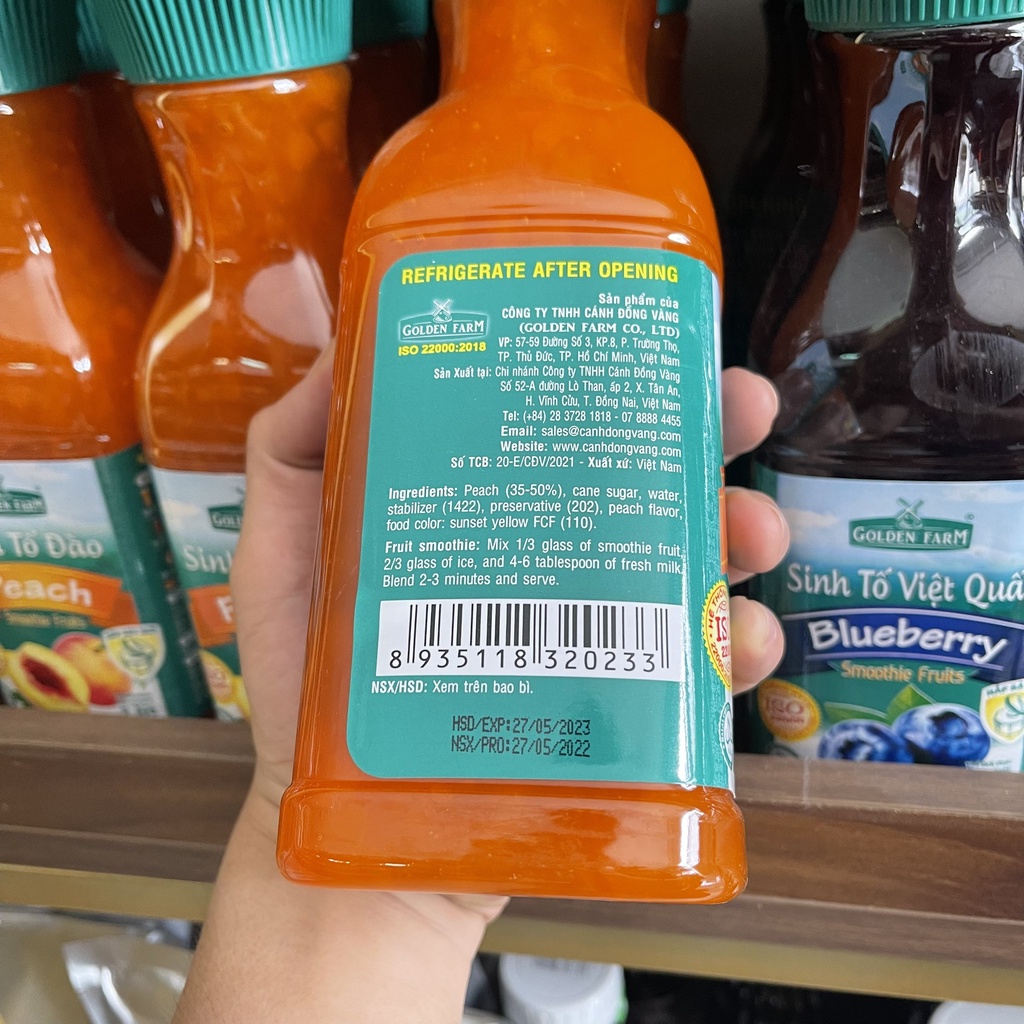 REFRIGERATE AFTER OPENING
GOLDEN FARM
ISO 22000:2018
Sản phẩm của
CÔNG TY TNHH CÁNH ĐỒNG VÀNG
(GOLDEN FARM CO., LTD)
VP: 57-59 Đường Số 3, KP.8, P. Trường Thọ,
TP. Thủ Đức, TP. Hồ Chí Minh, Việt Nam
Sản Xuất tại: Chi nhánh Công ty TNHH Cánh Đồng Vàng
Số 52-A đường Lò Than, ấp 2, X. Tân An,
H. Vĩnh Cửu, T. Đồng Nai, Việt Nam
Tel: (+84) 28 3728 1818 - 07 8888 4455
Email: sales@canhdongvang.com
Website: www.canhdongvang.com
Số TCB: 20-E/CĐV/2021 - Xuất xứ: Việt Nam
Ingredients: Peach (35-50%), cane sugar, water,
stabilizer (1422), preservative (202), peach flavor,
food color: sunset yellow FCF (110).
Fruit smoothie: Mix 1/3 glass of smoothie fruit,
2/3 glass of ice, and 4-6 tablespoon of fresh milk.
Blend 2-3 minutes and serve.
8 935118 320233
NSX/HSD: Xem trên bao bì.
HSD/EXP:27/05/2023
NSX/PRO:27/05/2022
Tố Đào
Peach
Smoothie Fruits
Sinh
GOLDEN FARM
Sinh Tố Việt Quất
Blueberry
Smoothie Fruits
ISO